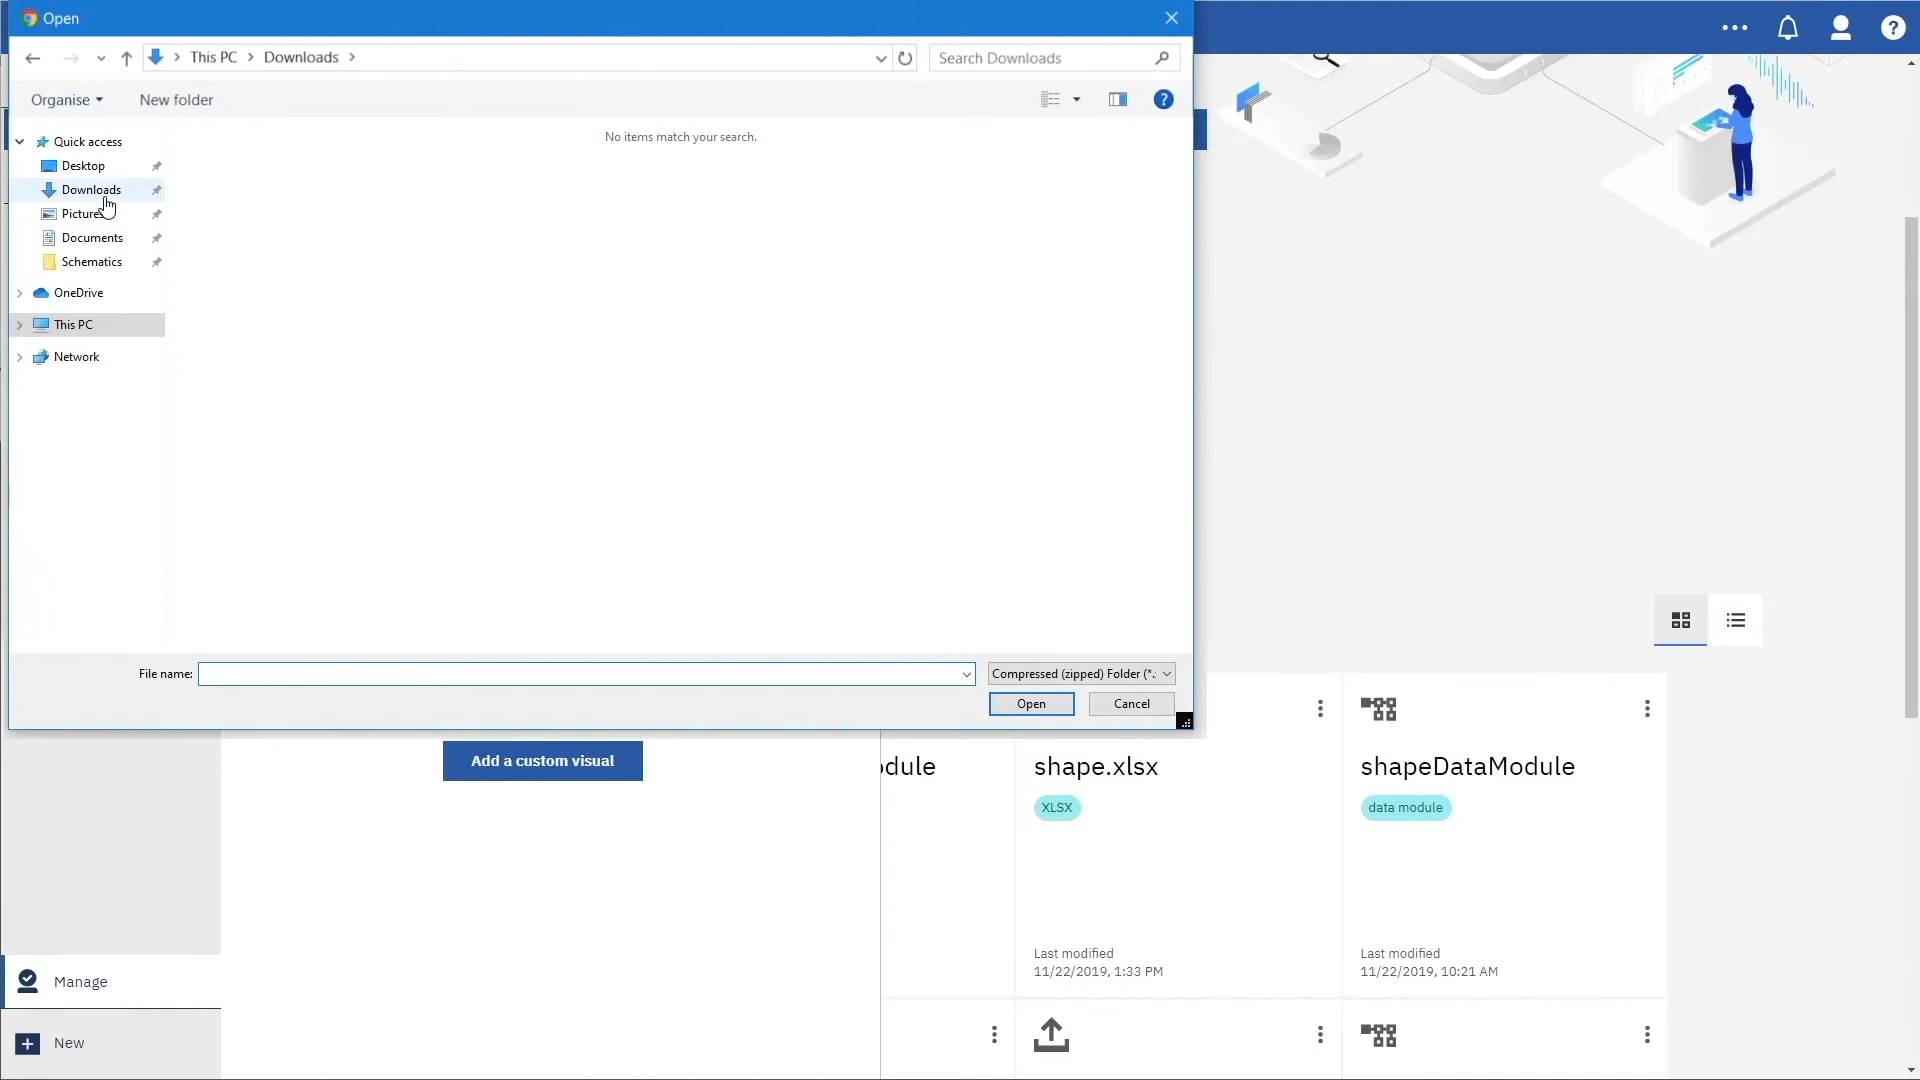 Open
This PC
Downloads
Search Downloads
Organise
New folder
No items match your search.
Quick access
Desktop
Downloads
Pictures
Documents
Schematics
OneDrive
This PC
Network
File name:
Compressed (zipped) Folder (*.
Open
Cancel
Add a custom visual
dule
shape.xlsx
XLSX
Last modified
11/22/2019, 1:33 PM
shapeDataModule
data module
Last modified
11/22/2019, 10:21 AM
Manage
New